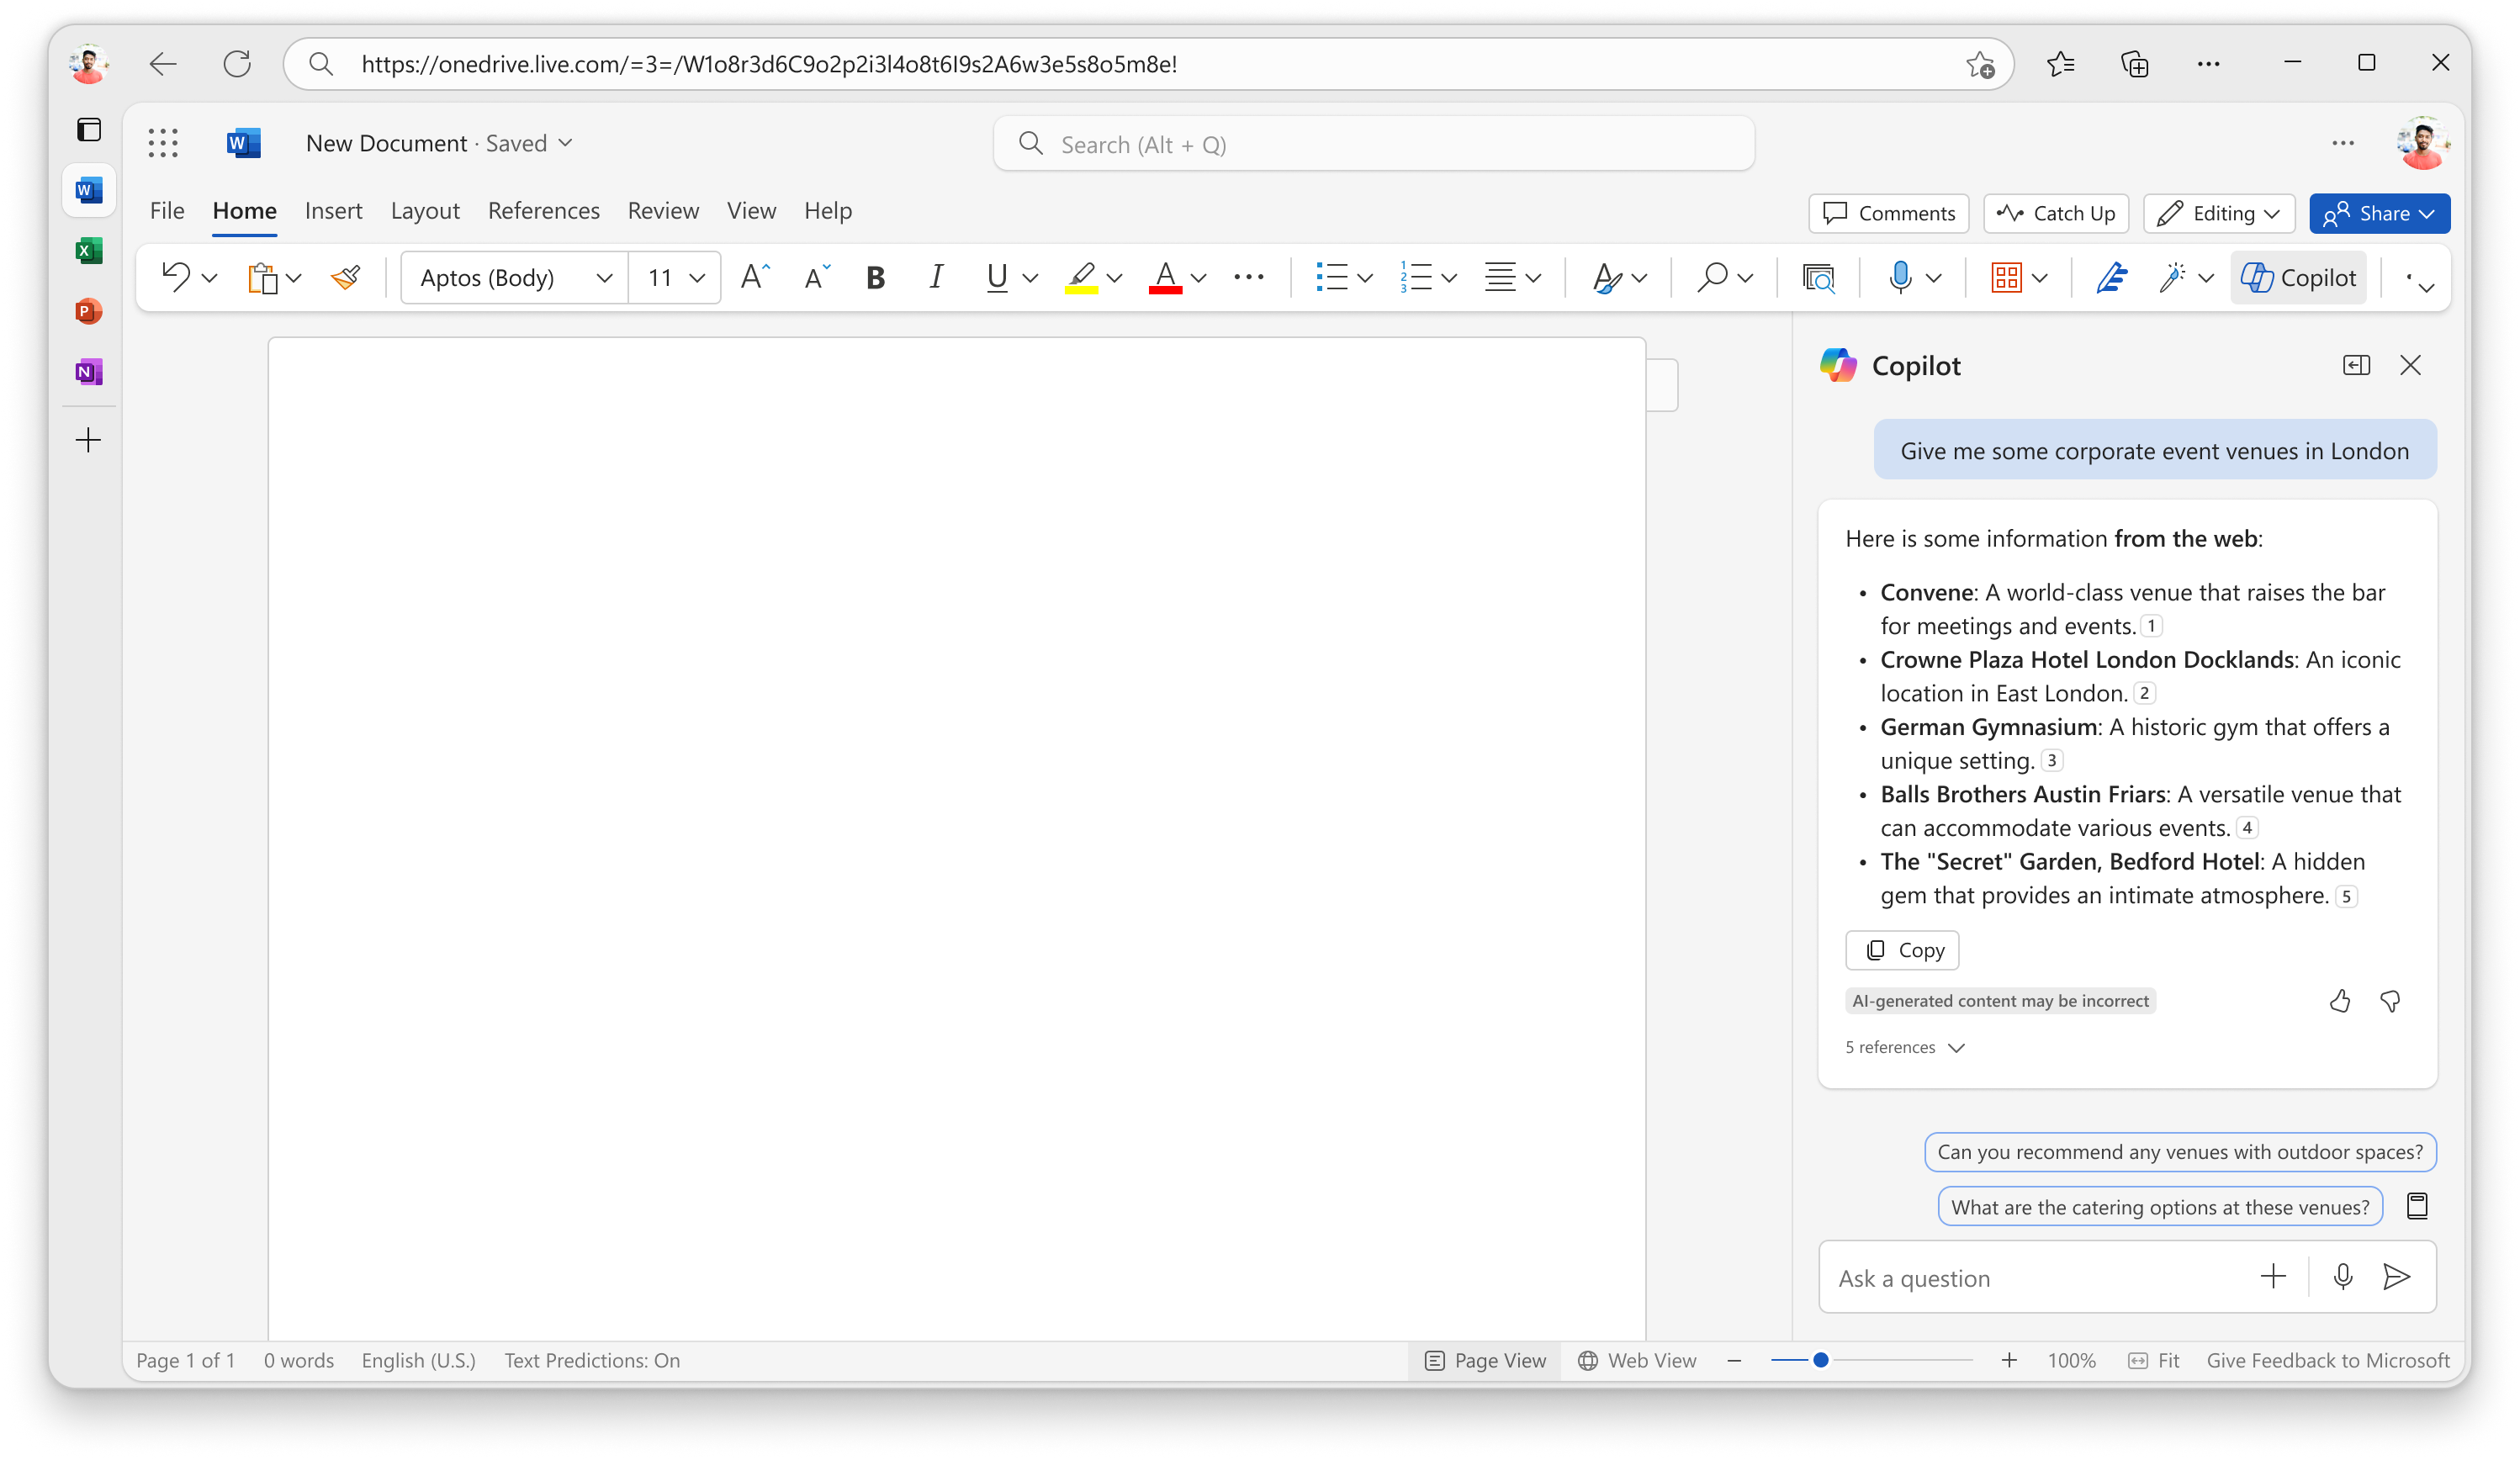 https://onedrive.live.com/=3=/W1o8r3d6C9o2p2i3l4o8t6I9s2A6w3e5s8o5m8e!
New Document · Saved
Search (Alt + Q)
File Home Insert Layout References Review View Help
Comments Catch Up Editing Share
Aptos (Body) 11 A A B I U A Copilot
Copilot
Give me some corporate event venues in London
Here is some information from the web:
• Convene: A world-class venue that raises the bar
for meetings and events. 1
• Crowne Plaza Hotel London Docklands: An iconic
location in East London. 2
• German Gymnasium: A historic gym that offers a
unique setting. 3
• Balls Brothers Austin Friars: A versatile venue that
can accommodate various events. 4
• The "Secret" Garden, Bedford Hotel: A hidden
gem that provides an intimate atmosphere. 5
Copy
AI-generated content may be incorrect
5 references
Can you recommend any venues with outdoor spaces?
What are the catering options at these venues?
Ask a question
Page 1 of 1 0 words English (U.S.) Text Predictions: On Page View Web View 100% Fit Give Feedback to Microsoft